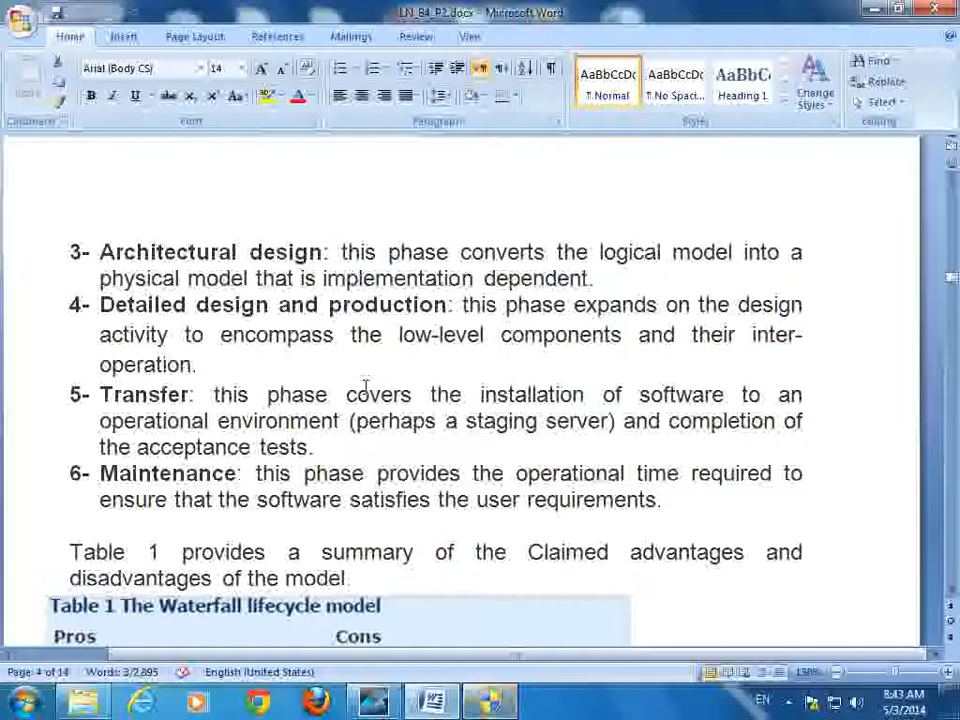 LN_B4_P2.docx - Microsoft Word
Home Insert Page Layout References Mailings Review View
Arial (Body CS) 14 Find
AaBbCcDc AaBbCcDc AaBbC Replace
B I U abc Aa A Normal No Spaci... Heading 1 Change Styles Select
Font Paragraph Styles Editing
3- Architectural design: this phase converts the logical model into a
physical model that is implementation dependent.
4- Detailed design and production: this phase expands on the design
activity to encompass the low-level components and their inter-
operation.
5- Transfer: this phase covers the installation of software to an
operational environment (perhaps a staging server) and completion of
the acceptance tests.
6- Maintenance: this phase provides the operational time required to
ensure that the software satisfies the user requirements.
Table 1 provides a summary of the Claimed advantages and
disadvantages of the model
Table 1 The Waterfall lifecycle model
Pros Cons
Page: 4 of 14 Words: 3/2,895 English (United States) 138%
EN 8:43 AM
5/3/2014